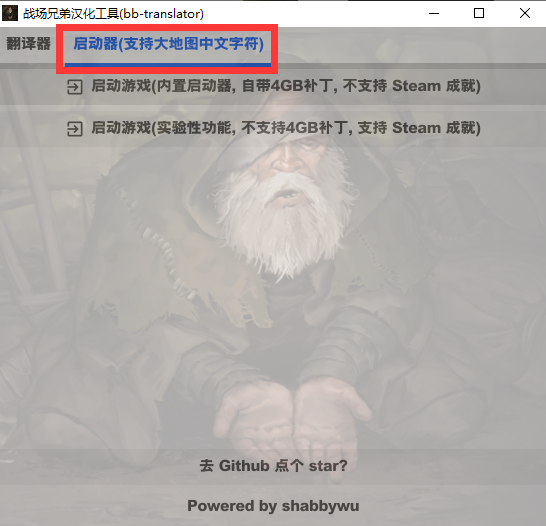 战场兄弟汉化工具(bb-translator)
翻译器 启动器(支持大地图中文字符)
启动游戏(内置启动器, 自带4GB补丁, 不支持 Steam 成就)
启动游戏(实验性功能, 不支持4GB补丁, 支持 Steam 成就)
去 Github 点个 star?
Powered by shabbywu